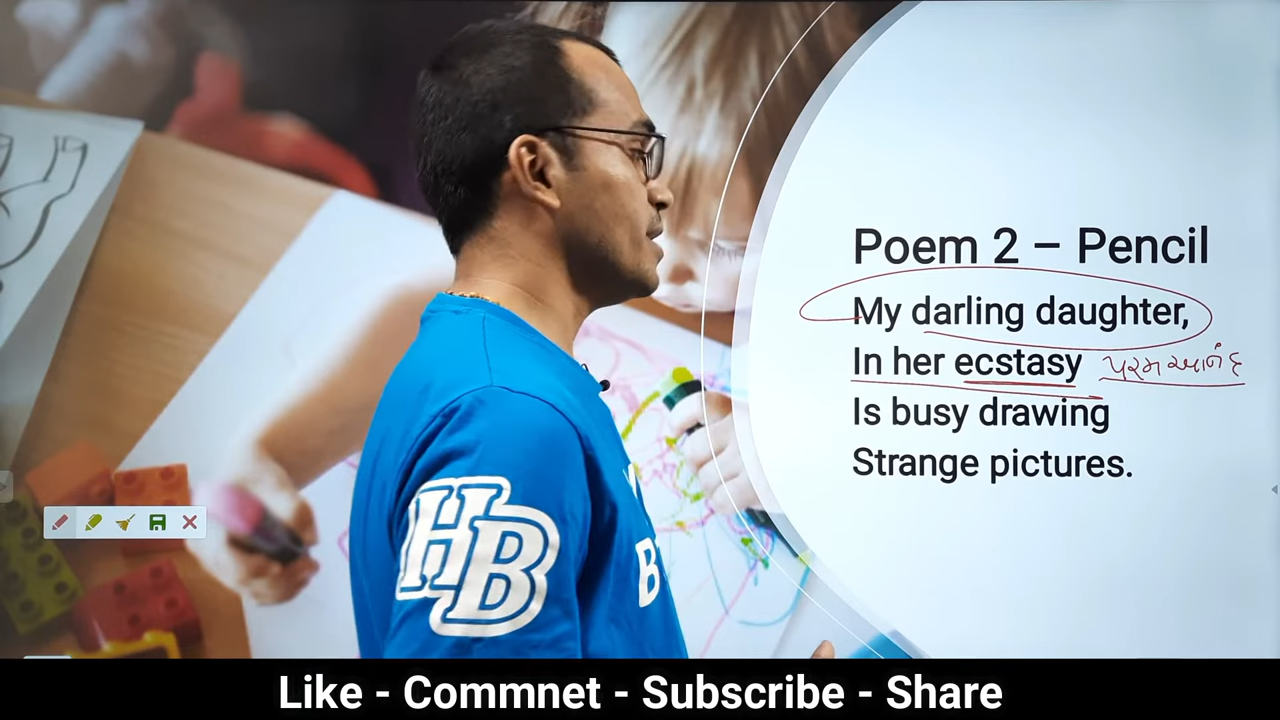 Poem 2 – Pencil
My darling daughter,
In her ecstasy પરમ આનંદ
Is busy drawing
Strange pictures.
HB
B
Like - Commnet - Subscribe - Share